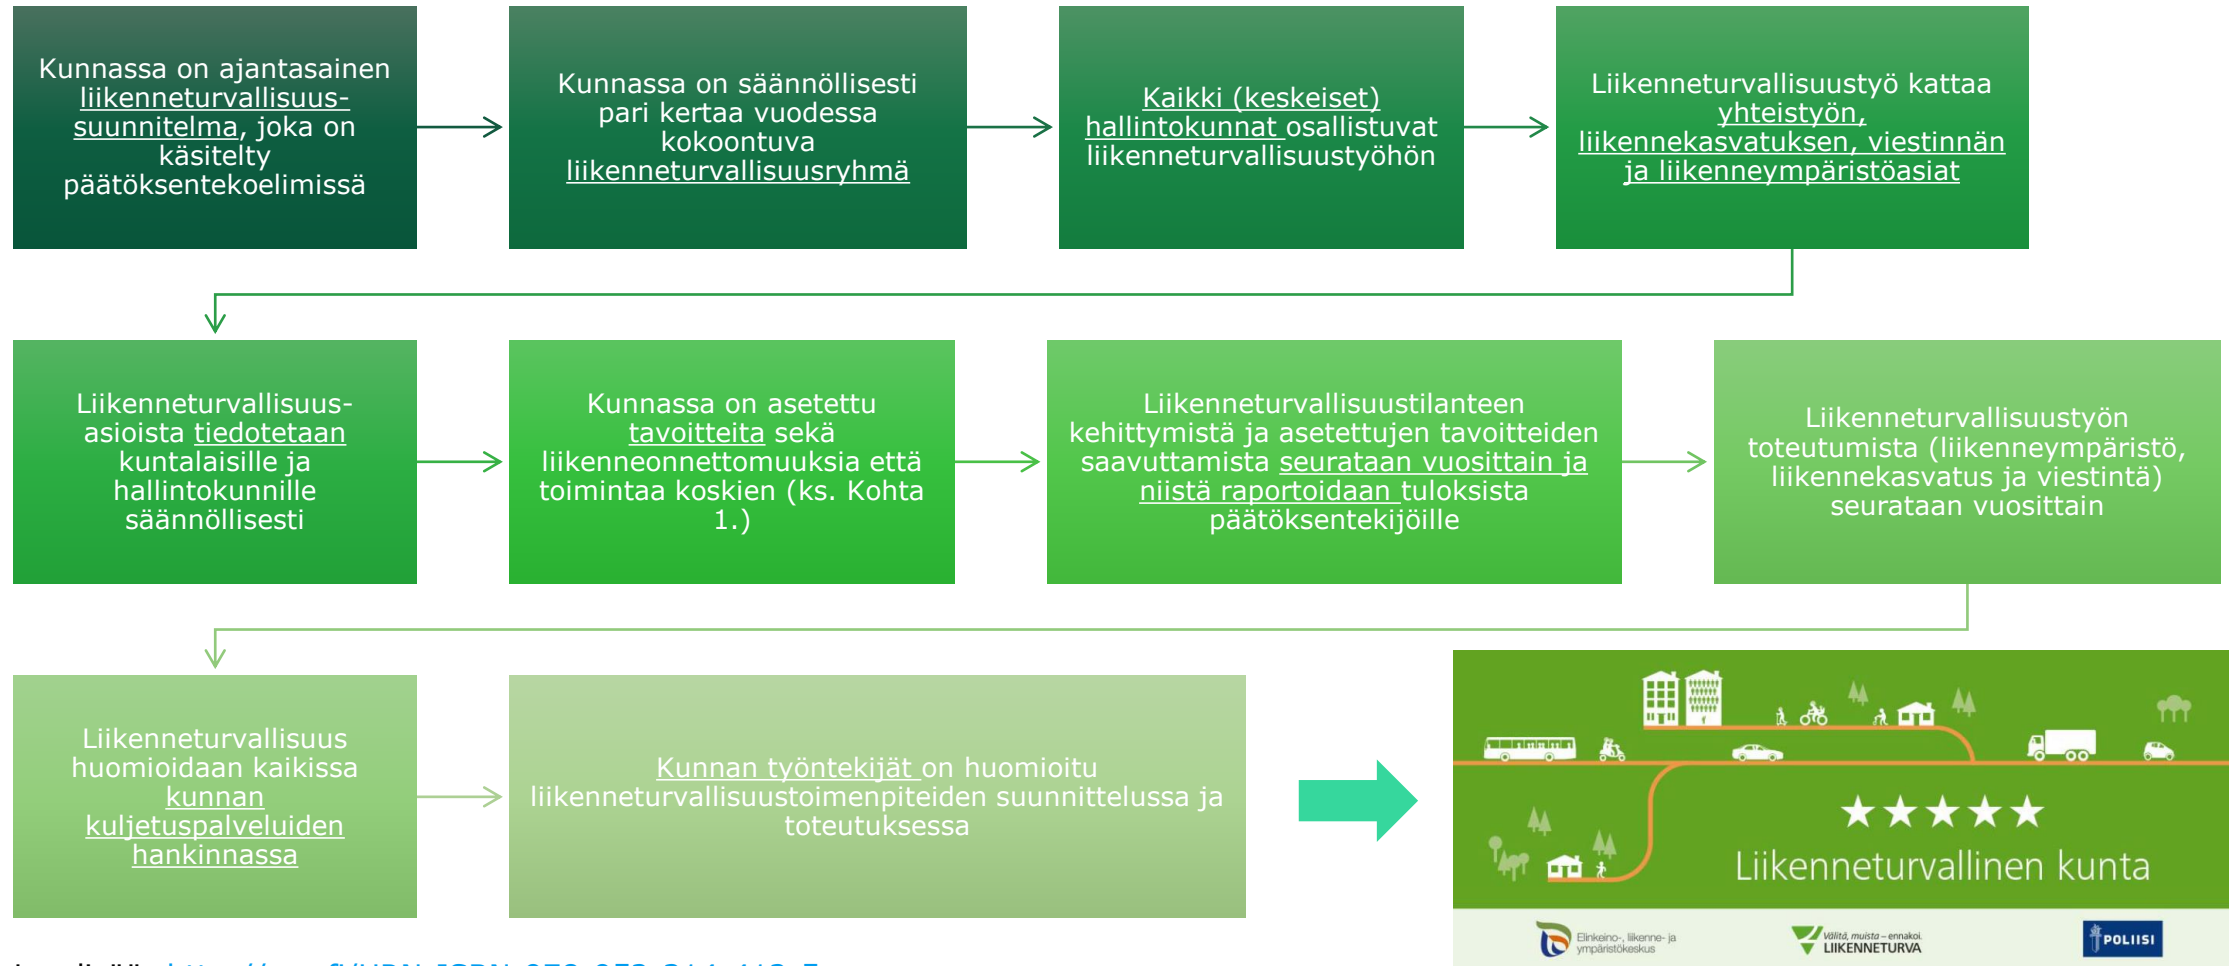 Kunnassa on ajantasainen
liikenneturvallisuus-
suunnitelma, joka on
käsitelty
päätöksentekoelimissä
Kunnassa on säännöllisesti
pari kertaa vuodessa
kokoontuva
liikenneturvallisuusryhmä
Kaikki (keskeiset)
hallintokunnat osallistuvat
liikenneturvallisuustyöhön
Liikenneturvallisuustyö kattaa
yhteistyön,
liikennekasvatuksen, viestinnän
ja liikenneympäristöasiat
Liikenneturvallisuus-
asioista tiedotetaan
kuntalaisille ja
hallintokunnille
säännöllisesti
Kunnassa on asetettu
tavoitteita sekä
liikenneonnettomuuksia että
toimintaa koskien (ks. Kohta
1.)
Liikenneturvallisuustilanteen
kehittymistä ja asetettujen tavoitteiden
saavuttamista seurataan vuosittain ja
niistä raportoidaan tuloksista
päätöksentekijöille
Liikenneturvallisuustyön
toteutumista (liikenneympäristö,
liikennekasvatus ja viestintä)
seurataan vuosittain
Liikenneturvallisuus
huomioidaan kaikissa
kunnan
kuljetuspalveluiden
hankinnassa
Kunnan työntekijät on huomioitu
liikenneturvallisuustoimenpiteiden suunnittelussa ja
toteutuksessa
Liikenneturvallinen kunta
Elinkeino-, liikenne- ja
ympäristökeskus
Välitä, muista – ennakoi.
LIIKENNETURVA
POLIISI